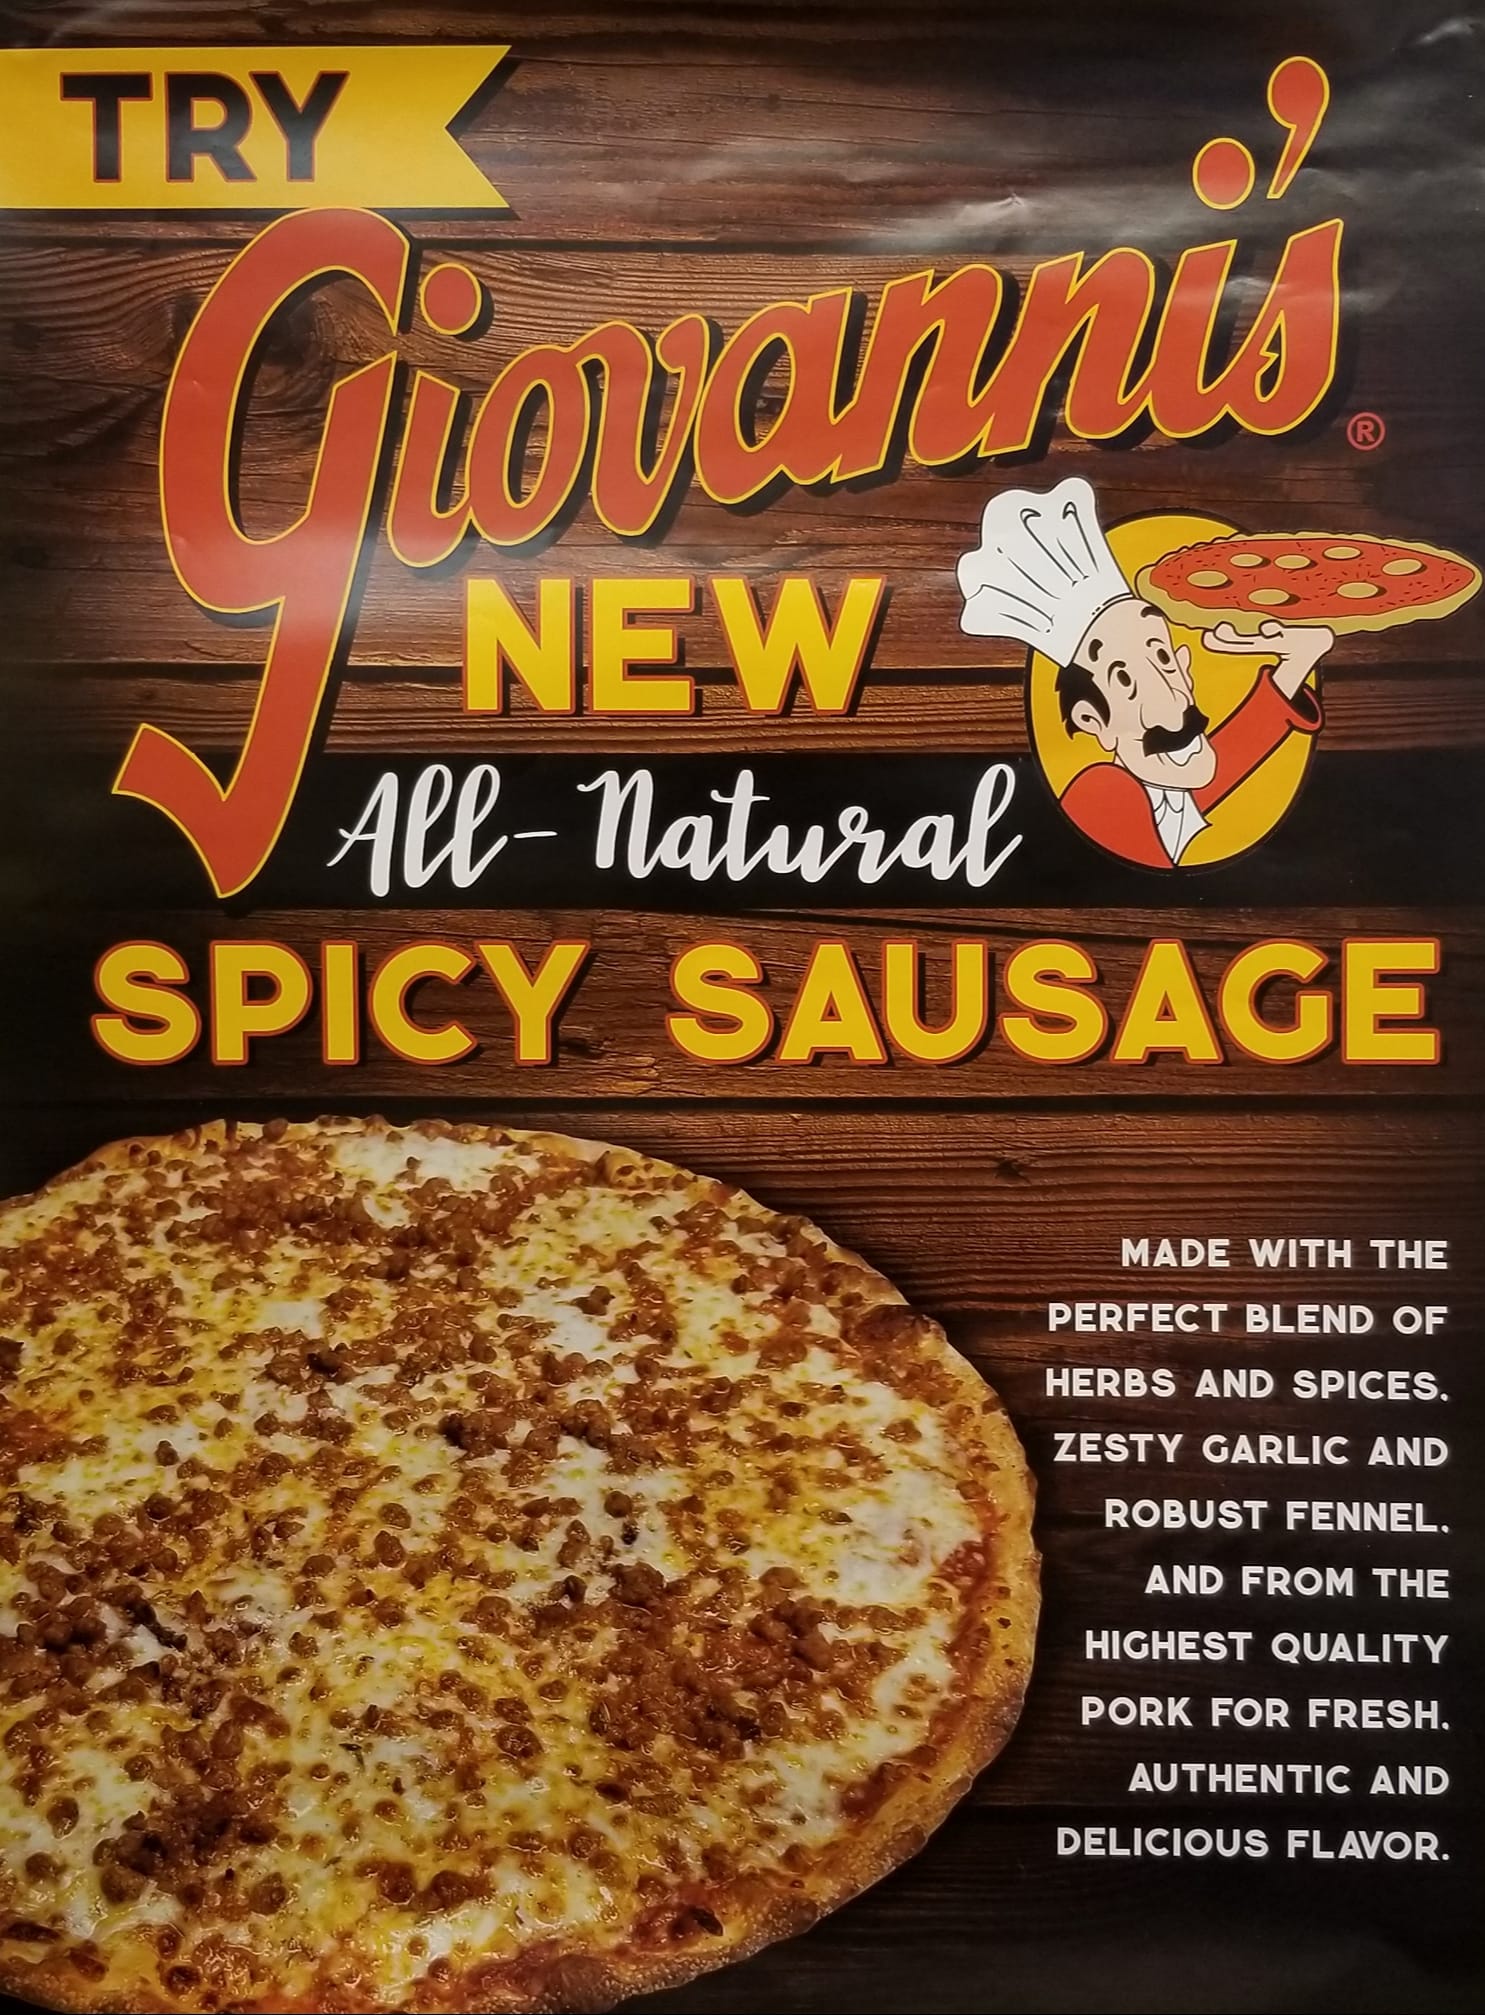 TRY
Giovanni's®
NEW
All-Natural
SPICY SAUSAGE
MADE WITH THE
PERFECT BLEND OF
HERBS AND SPICES.
ZESTY GARLIC AND
ROBUST FENNEL.
AND FROM THE
HIGHEST QUALITY
PORK FOR FRESH.
AUTHENTIC AND
DELICIOUS FLAVOR.